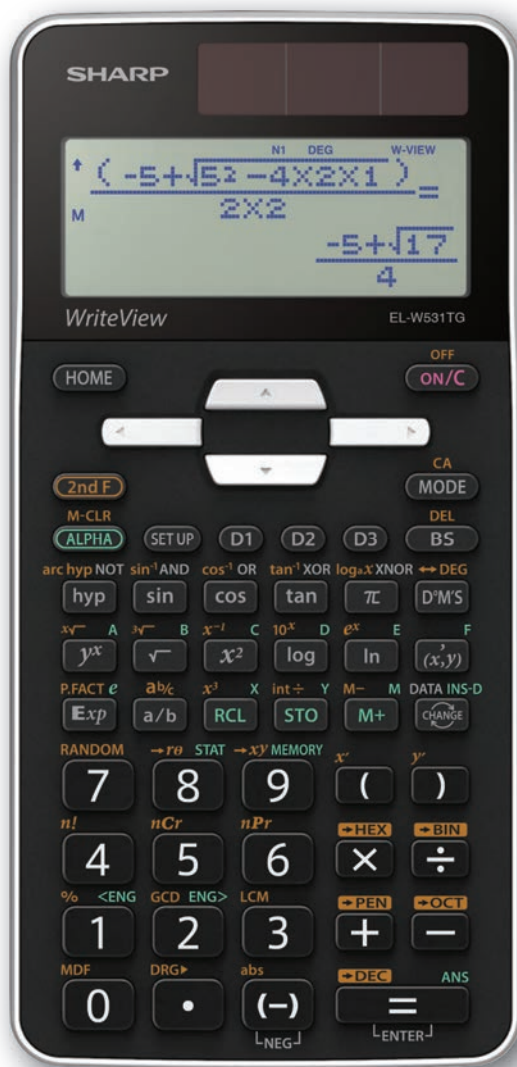 SHARP
N1 DEG W-VIEW
(-5+√5²-4×2×1)
=
M
2×2
-5+√17
4
WriteView EL-W531TG
OFF
HOME ON/C
CA
2nd F MODE
M-CLR DEL
ALPHA SET UP D1 D2 D3 BS
arc hyp NOT sin⁻¹ AND cos⁻¹ OR tan⁻¹ XOR logₐx XNOR ↔DEG
hyp sin cos tan π D°M'S
ˣ√ A ³√ B x⁻¹ C 10ˣ D eˣ E F
yˣ √ x² log ln (x,y)
P.FACT e ab/c x³ X int÷ Y M− M DATA INS-D
Exp a/b RCL STO M+ CHANGE
RANDOM →rθ STAT →xy MEMORY x′ y′
7 8 9 ( )
n! nCr nPr →HEX →BIN
4 5 6 × ÷
% <ENG GCD ENG> LCM →PEN →OCT
1 2 3 + −
MDF DRG▸ abs →DEC ANS
0 • (−) =
NEG ENTER